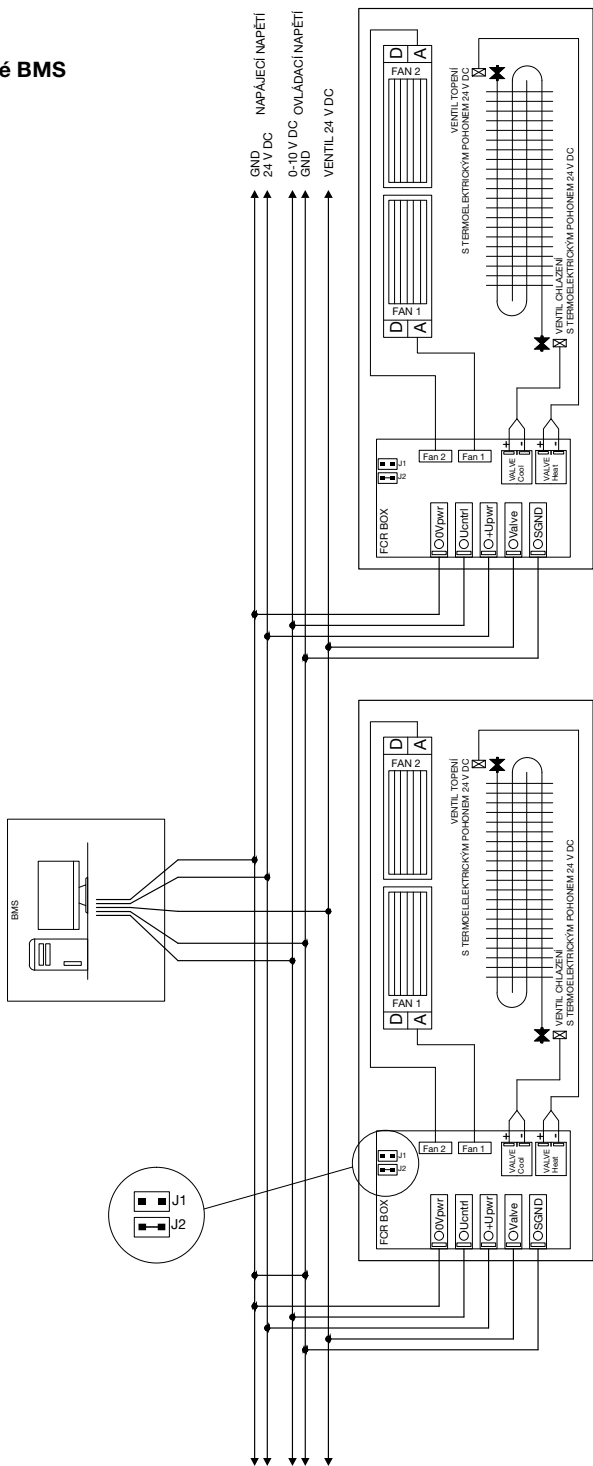 é BMS
GND
NAPÁJECÍ NAPĚTÍ
24 V DC
0-10 V DC
OVLÁDACÍ NAPĚTÍ
GND
VENTIL 24 V DC
BMS
J1
J2
D
A
FAN 2
FAN 1
D
A
VENTIL TOPENÍ
S TERMOELEKTRICKÝM POHONEM 24 V DC
VENTIL CHLAZENÍ
S TERMOELEKTRICKÝM POHONEM 24 V DC
FCR BOX
J1
J2
Fan 2
Fan 1
+
-
VALVE
Cool
+
-
VALVE
Heat
0Vpwr
Ucntrl
+Upwr
Valve
SGND
D
A
FAN 2
FAN 1
D
A
VENTIL TOPENÍ
S TERMOELELEKTRICKÝM POHONEM 24 V DC
VENTIL CHLAZENÍ
S TERMOELEKTRICKÝM POHONEM 24 V DC
FCR BOX
J1
J2
Fan 2
Fan 1
+
-
VALVE
Cool
+
-
VALVE
Heat
0Vpwr
Ucntrl
+Upwr
Valve
SGND